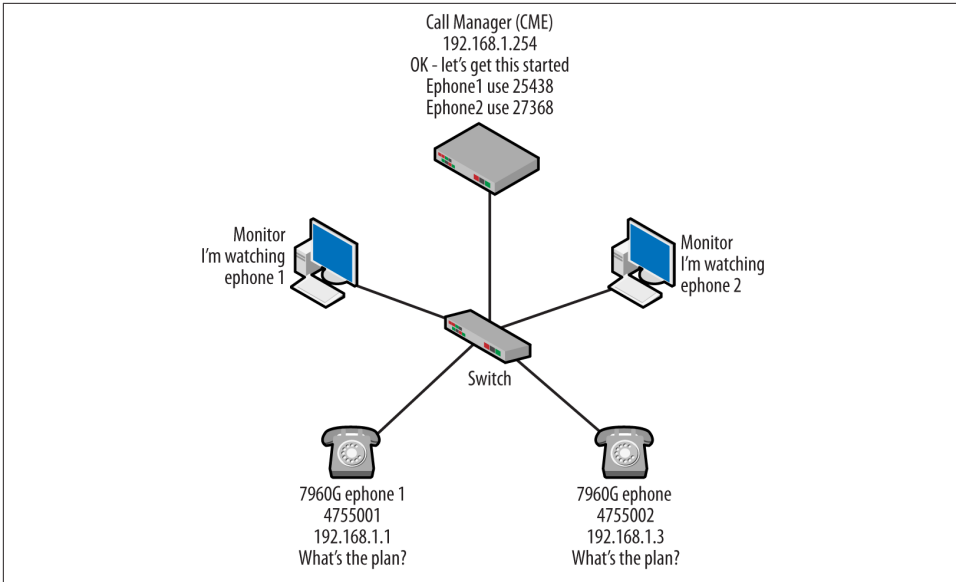 Call Manager (CME)
192.168.1.254
OK - let's get this started
Ephone1 use 25438
Ephone2 use 27368
Monitor
I'm watching
ephone 1
Monitor
I'm watching
ephone 2
Switch
7960G ephone 1
4755001
192.168.1.1
What's the plan?
7960G ephone
4755002
192.168.1.3
What's the plan?